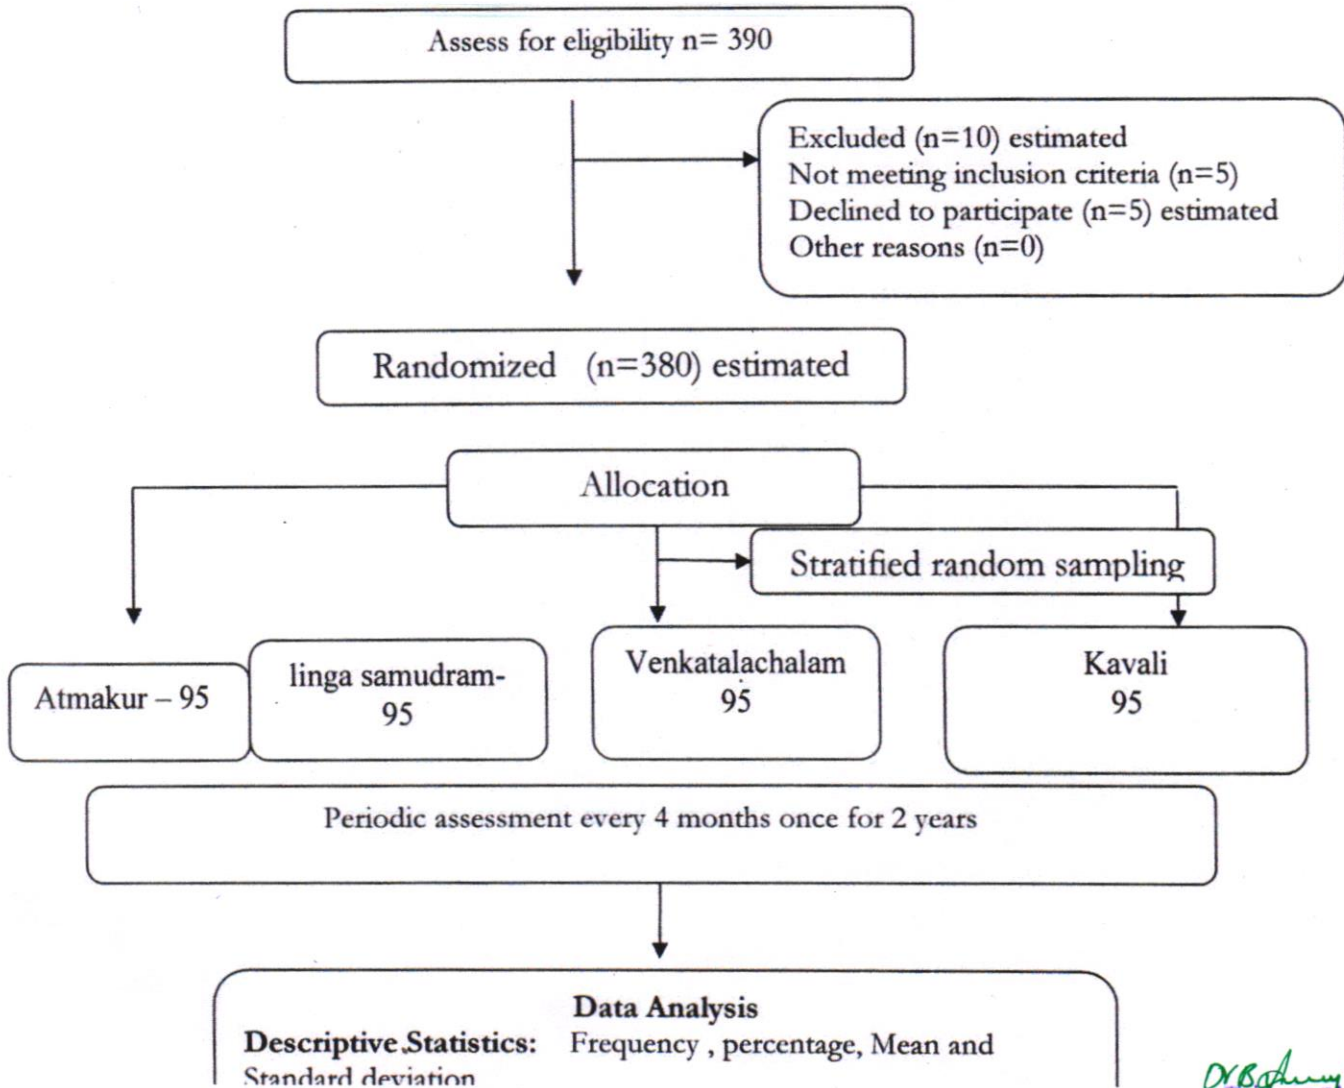 Assess for eligibility n= 390
Excluded (n=10) estimated
Not meeting inclusion criteria (n=5)
Declined to participate (n=5) estimated
Other reasons (n=0)
Randomized (n=380) estimated
Allocation
Stratified random sampling
Atmakur – 95
linga samudram-
95
Venkatalachalam
95
Kavali
95
Periodic assessment every 4 months once for 2 years
Data Analysis
Descriptive Statistics: Frequency , percentage, Mean and
Standard deviation